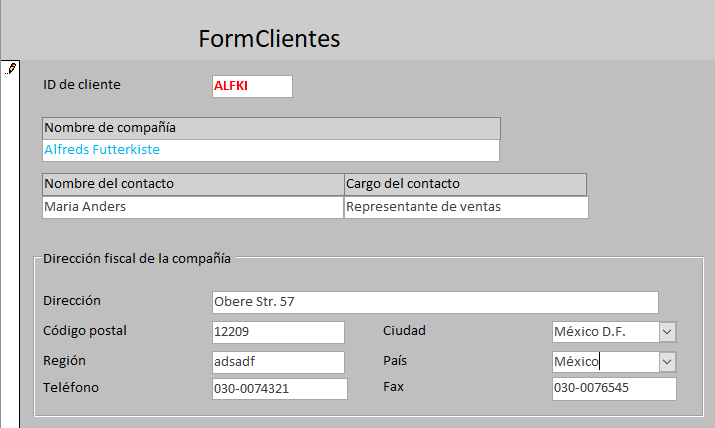 FormClientes
ID de cliente ALFKI
Nombre de compañía
Alfreds Futterkiste
Nombre del contacto Cargo del contacto
Maria Anders Representante de ventas
Dirección fiscal de la compañía
Dirección Obere Str. 57
Código postal 12209 Ciudad México D.F.
Región adsadf País México
Teléfono 030-0074321 Fax 030-0076545